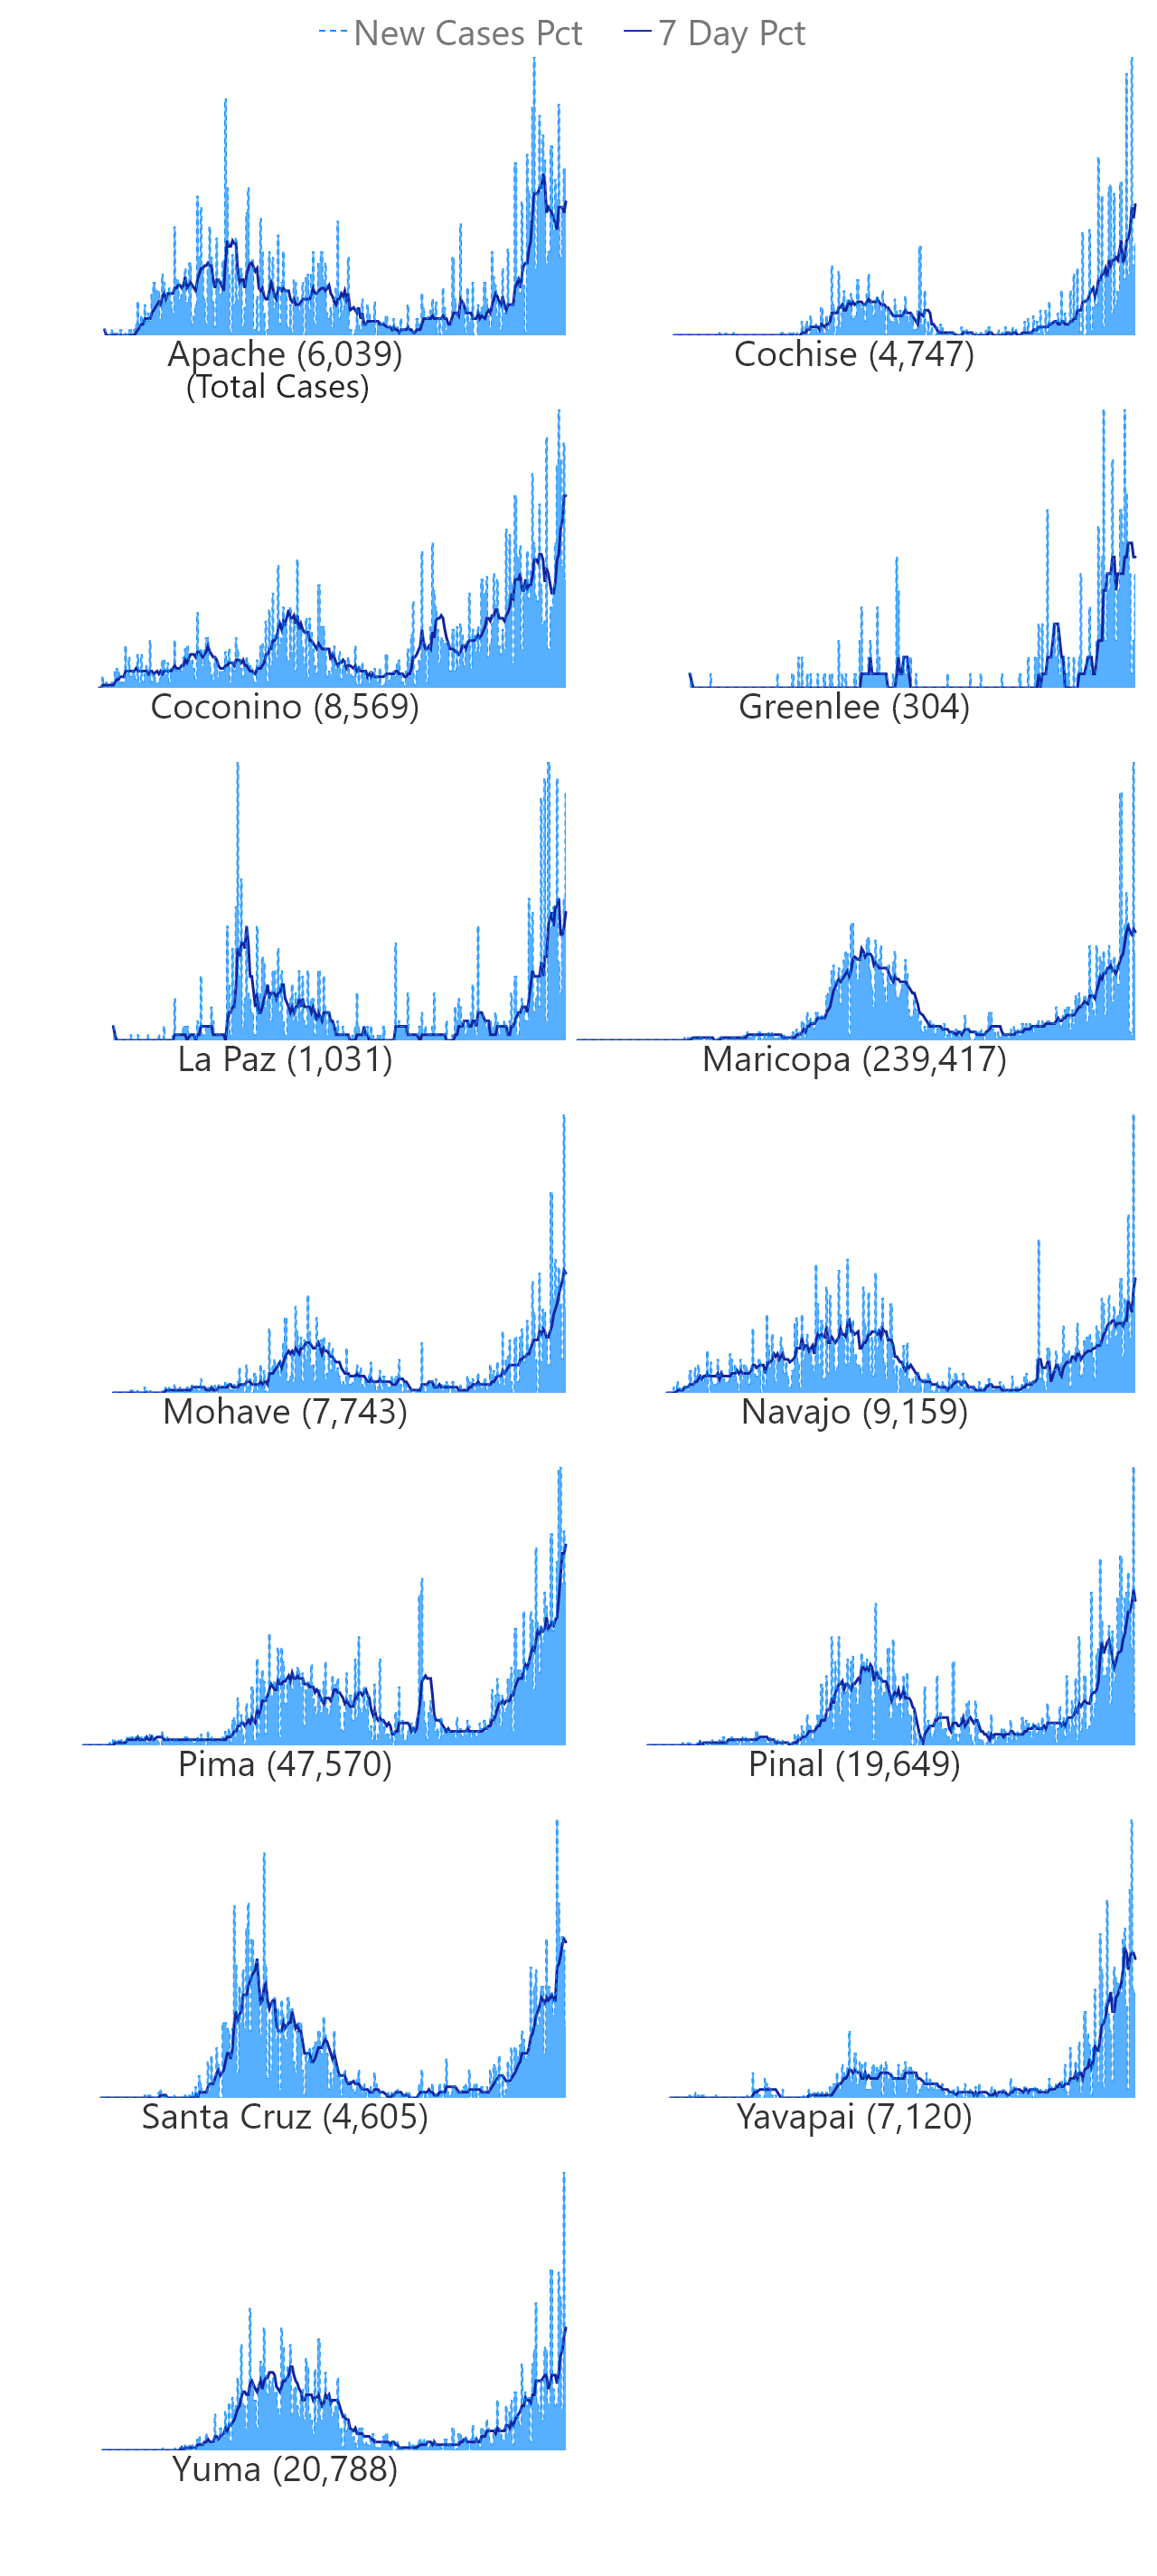 New Cases Pct 7 Day Pct
Apache (6,039) Cochise (4,747)
(Total Cases)
Coconino (8,569) Greenlee (304)
La Paz (1,031) Maricopa (239,417)
Mohave (7,743) Navajo (9,159)
Pima (47,570) Pinal (19,649)
Santa Cruz (4,605) Yavapai (7,120)
Yuma (20,788)